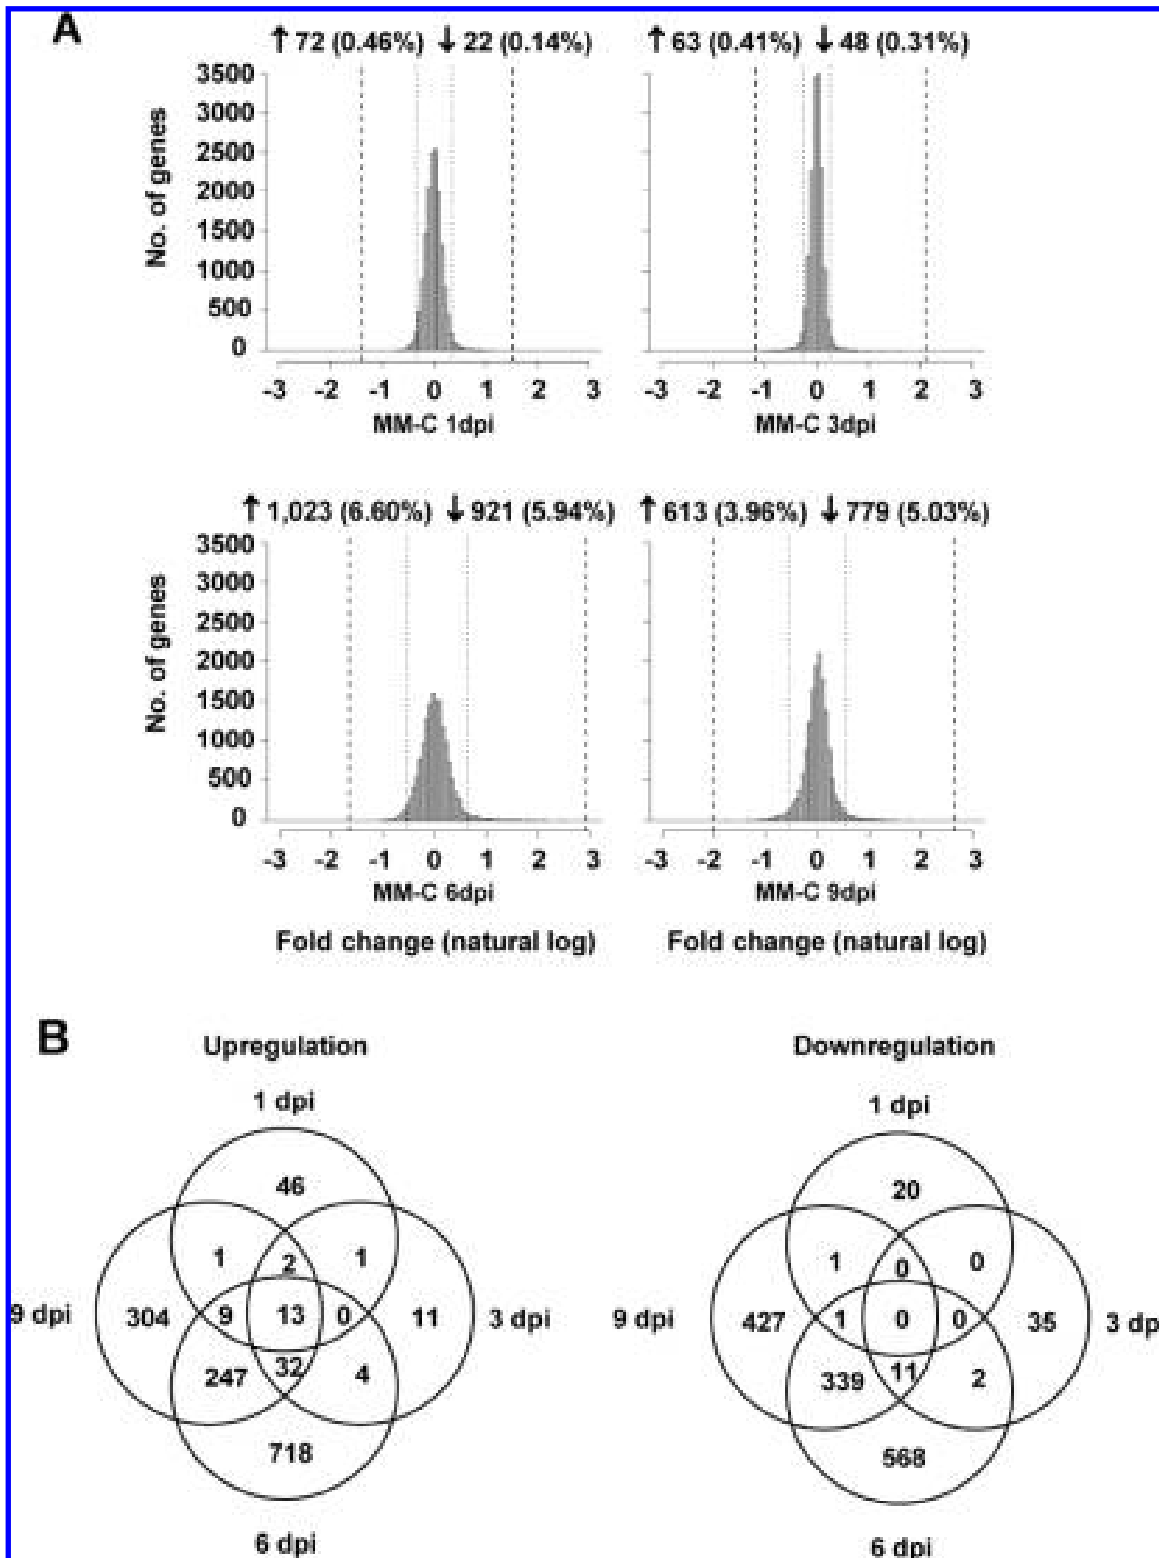 A
↑ 72 (0.46%) ↓ 22 (0.14%)
↑ 63 (0.41%) ↓ 48 (0.31%)
No. of genes
3500
3000
2500
2000
1500
1000
500
0
-3 -2 -1 0 1 2 3
MM-C 1dpi
-3 -2 -1 0 1 2 3
MM-C 3dpi
↑ 1,023 (6.60%) ↓ 921 (5.94%)
↑ 613 (3.96%) ↓ 779 (5.03%)
No. of genes
3500
3000
2500
2000
1500
1000
500
0
-3 -2 -1 0 1 2 3
MM-C 6dpi
-3 -2 -1 0 1 2 3
MM-C 9dpi
Fold change (natural log)
Fold change (natural log)
B
Upregulation
1 dpi
46
1 2 1
9 dpi 304 9 13 0 11 3 dpi
247 32 4
718
6 dpi
Downregulation
1 dpi
20
1 0 0
9 dpi 427 1 0 0 35 3 dp
339 11 2
568
6 dpi